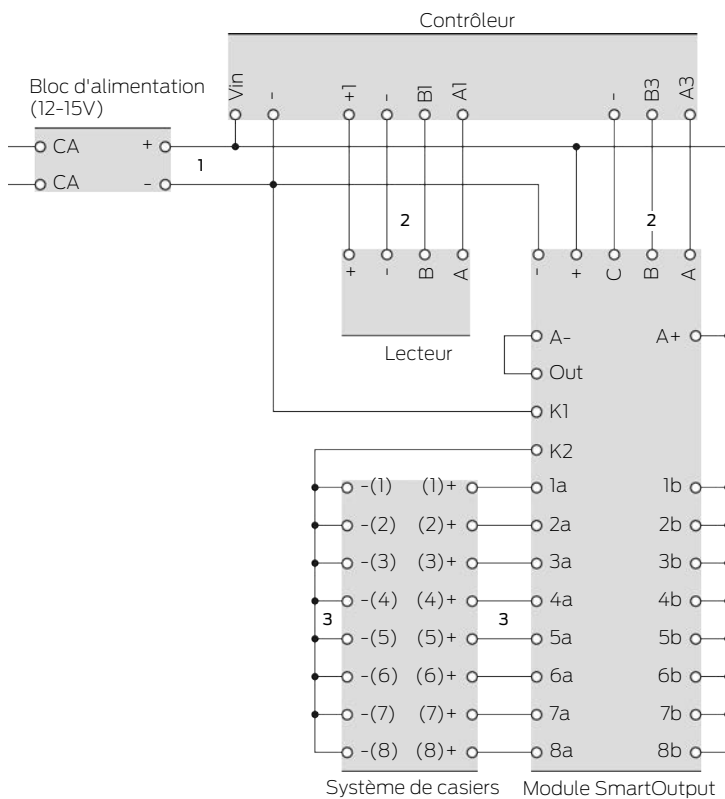 Contrôleur
Vin - +1 - B1 A1 - B3 A3
Bloc d'alimentation
(12-15V)
CA +
CA -
1
2
2
+ - B A
Lecteur
- + C B A
A- A+
Out
K1
K2
-(1) (1)+ 1a 1b
-(2) (2)+ 2a 2b
-(3) (3)+ 3a 3b
-(4) (4)+ 4a 4b
3
3
-(5) (5)+ 5a 5b
-(6) (6)+ 6a 6b
-(7) (7)+ 7a 7b
-(8) (8)+ 8a 8b
Système de casiers
Module SmartOutput